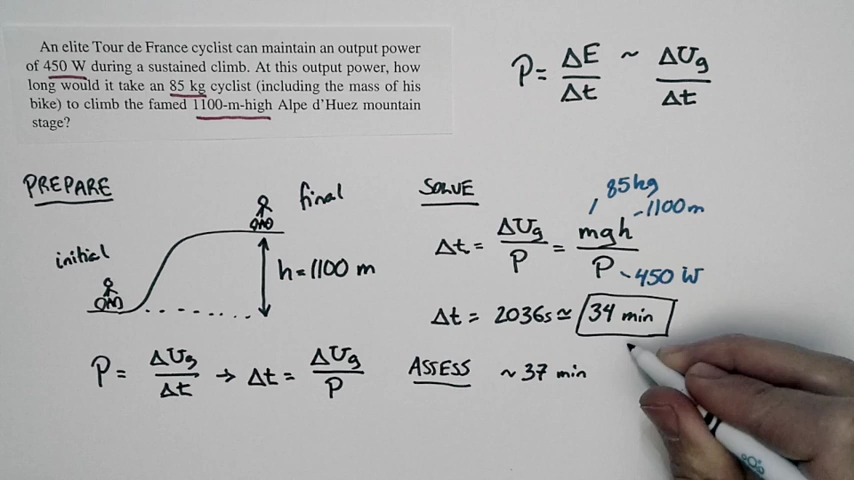 An elite Tour de France cyclist can maintain an output power
of 450 W during a sustained climb. At this output power, how
long would it take an 85 kg cyclist (including the mass of his
bike) to climb the famed 1100-m-high Alpe d'Huez mountain
stage?
P = ΔE/Δt ~ ΔUg/Δt
PREPARE
initial
final
h = 1100 m
P = ΔUg/Δt → Δt = ΔUg/P
SOLVE
85kg
Δt = ΔUg/P = mgh/P
1100 m
450 W
Δt = 2036s ≃ 34 min
ASSESS ~ 37 min